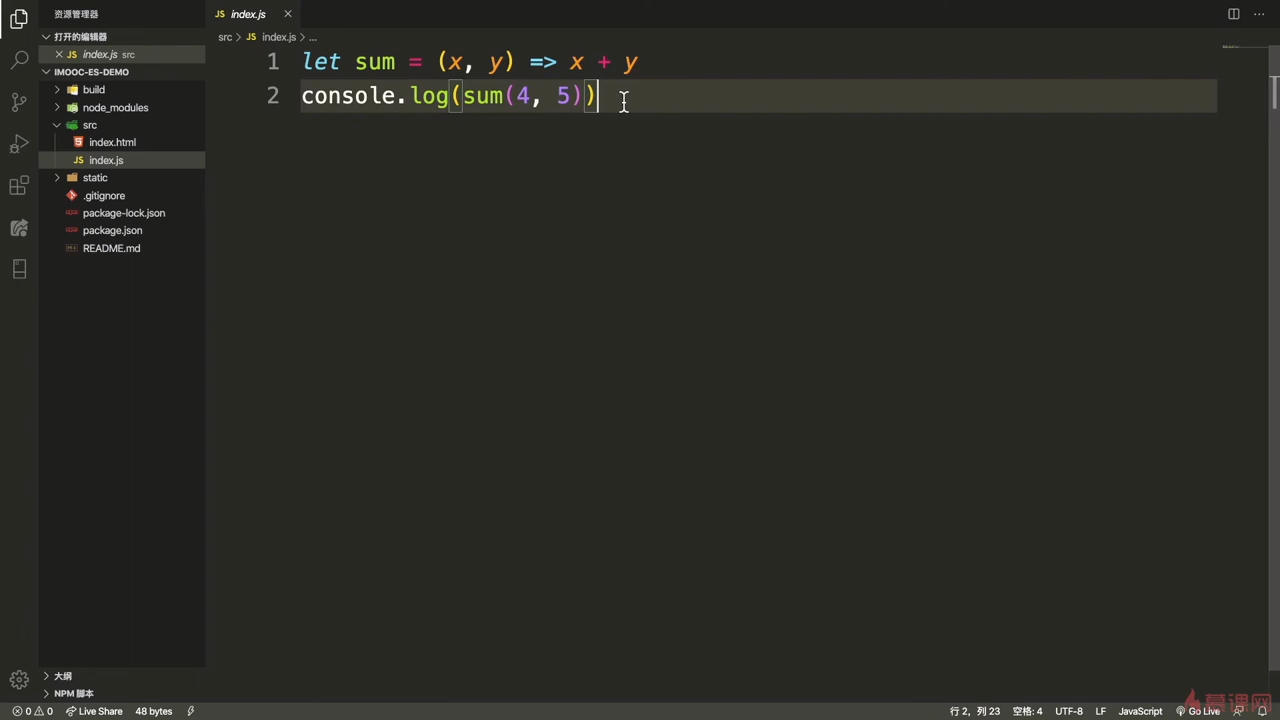 资源管理器
打开的编辑器
index.js src
IMOOC-ES-DEMO
build
node_modules
src
index.html
index.js
static
.gitignore
package-lock.json
package.json
README.md
大纲
NPM 脚本
index.js
src > index.js > ...
1 let sum = (x, y) => x + y
2 console.log(sum(4, 5))
0 0 Live Share 48 bytes
行 2，列 23 空格: 4 UTF-8 LF JavaScript Go Live
慕课网